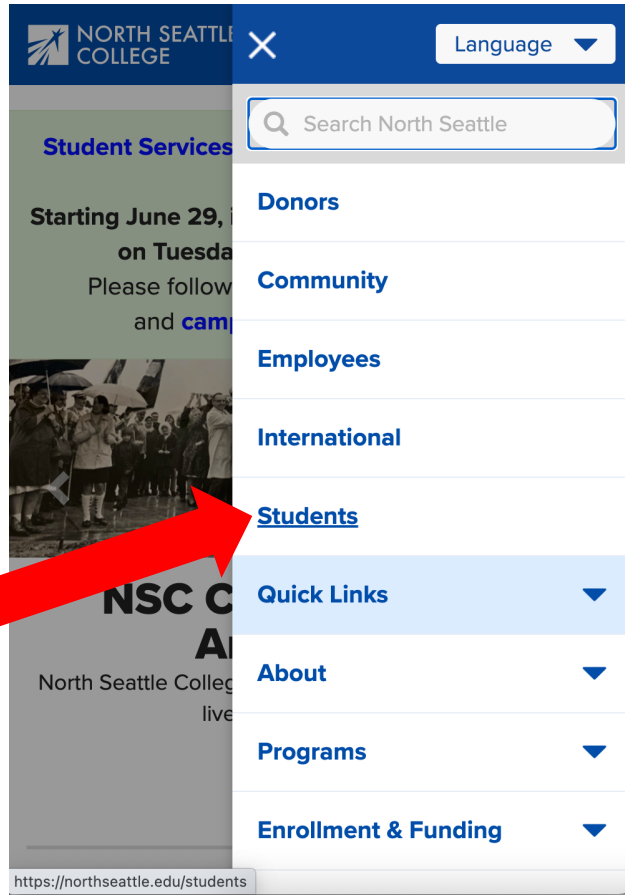 NORTH SEATTLE
COLLEGE
Language
Search North Seattle
Student Services
Starting June 29,
on Tuesda
Please follow
and camp
NSC C
North Seattle Colleg
live
Donors
Community
Employees
International
Students
Quick Links
About
Programs
Enrollment & Funding
https://northseattle.edu/students